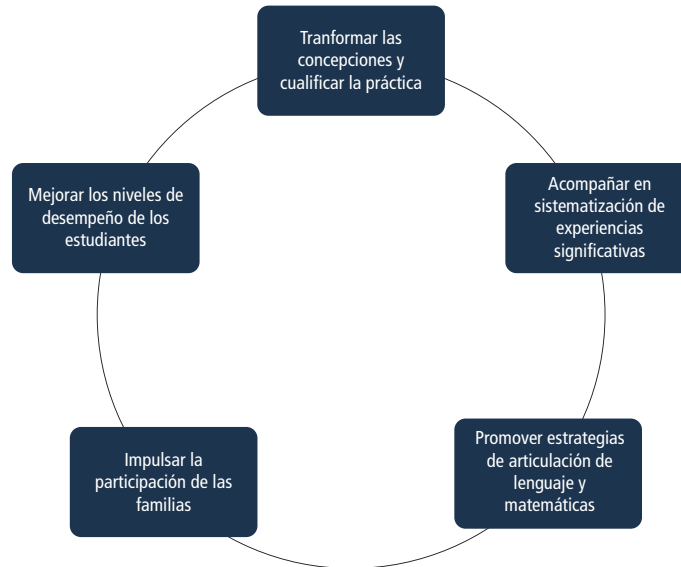 Tranformar las
concepciones y
cualificar la práctica
Acompañar en
sistematización de
experiencias
significativas
Promover estrategias
de articulación de
lenguaje y
matemáticas
Impulsar la
participación de las
familias
Mejorar los niveles de
desempeño de los
estudiantes